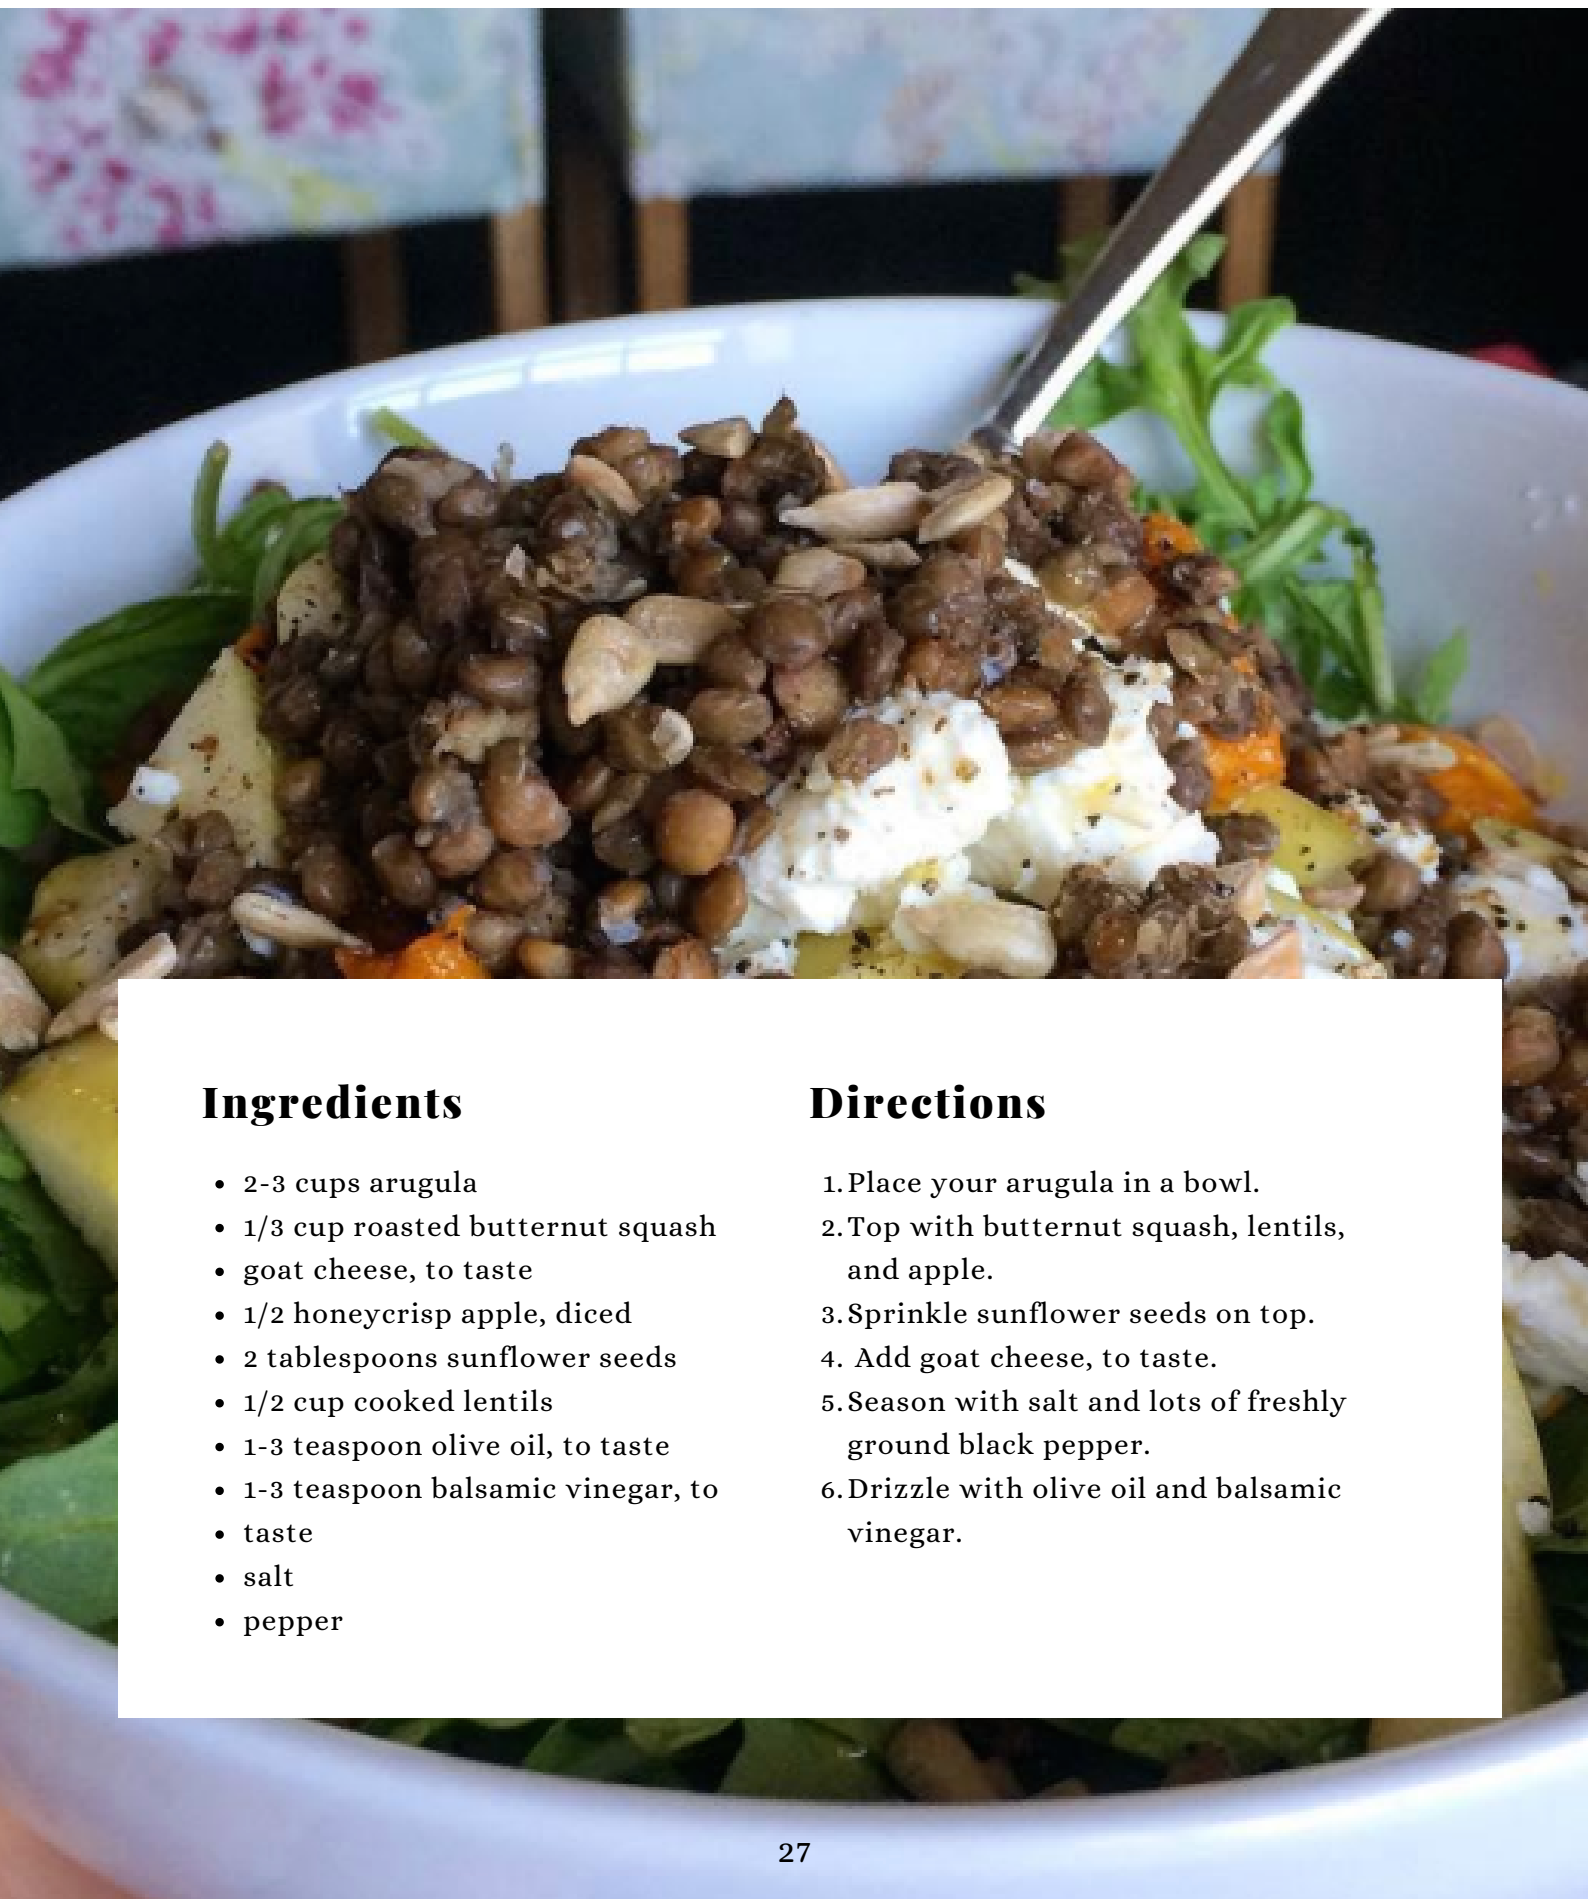 Ingredients
• 2-3 cups arugula
• 1/3 cup roasted butternut squash
• goat cheese, to taste
• 1/2 honeycrisp apple, diced
• 2 tablespoons sunflower seeds
• 1/2 cup cooked lentils
• 1-3 teaspoon olive oil, to taste
• 1-3 teaspoon balsamic vinegar, to
• taste
• salt
• pepper
Directions
1. Place your arugula in a bowl.
2. Top with butternut squash, lentils,
and apple.
3. Sprinkle sunflower seeds on top.
4. Add goat cheese, to taste.
5. Season with salt and lots of freshly
ground black pepper.
6. Drizzle with olive oil and balsamic
vinegar.
27